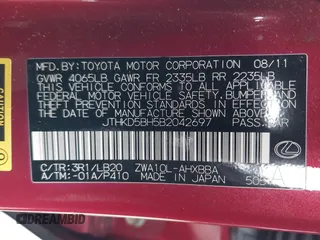 MFD.BY: TOYOTA MOTOR CORPORATION 08/11
GVWR 4065LB GAWR FR 2335LB RR 2235LB
THIS VEHICLE CONFORMS TO ALL APPLICABLE
FEDERAL MOTOR VEHICLE SAFETY, BUMPER, AND
THEFT PREVENTION STANDARDS IN EFFECT ON
THE DATE OF MANUFACTURE SHOWN ABOVE.
JTHKD5BH5B2042697 PASS.
C/TR: 3R1/LB20 ZWA10L-AHXBBA
A/TM: -01A/P410 MADE IN JAPAN
CAUTION
BIDREAMBID